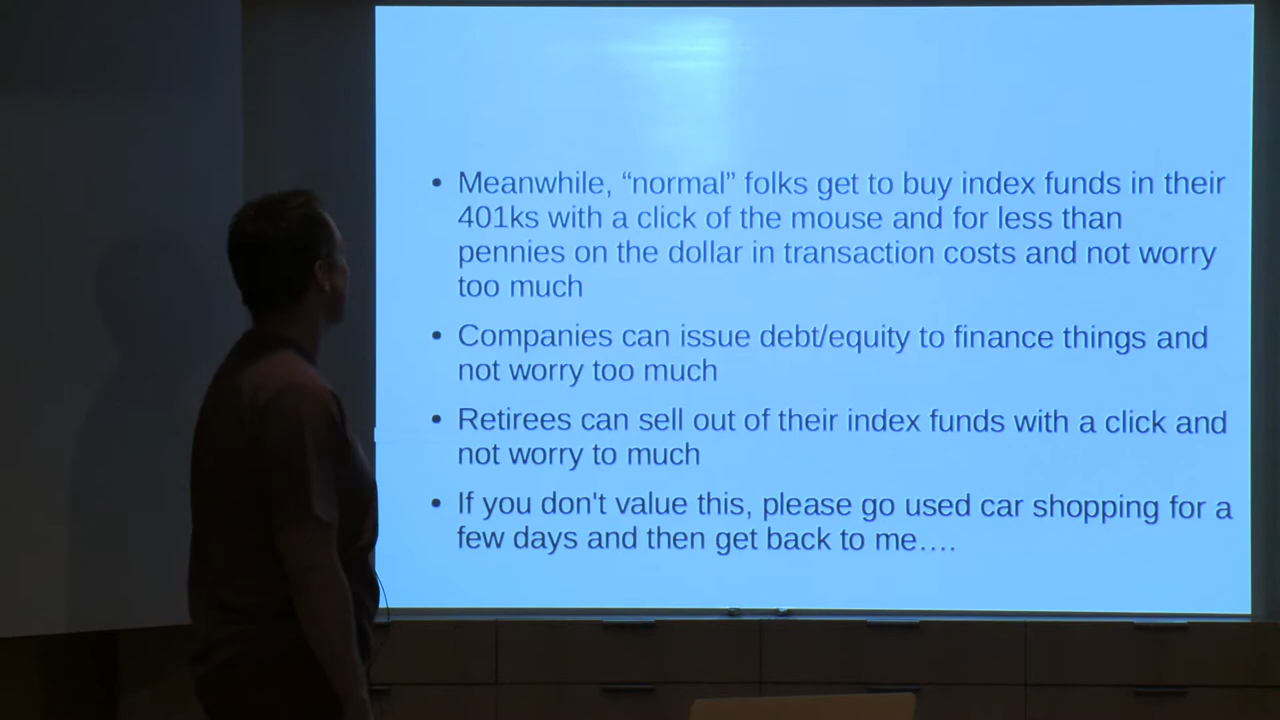 • Meanwhile, “normal” folks get to buy index funds in their
401ks with a click of the mouse and for less than
pennies on the dollar in transaction costs and not worry
too much
• Companies can issue debt/equity to finance things and
not worry too much
• Retirees can sell out of their index funds with a click and
not worry to much
• If you don't value this, please go used car shopping for a
few days and then get back to me….